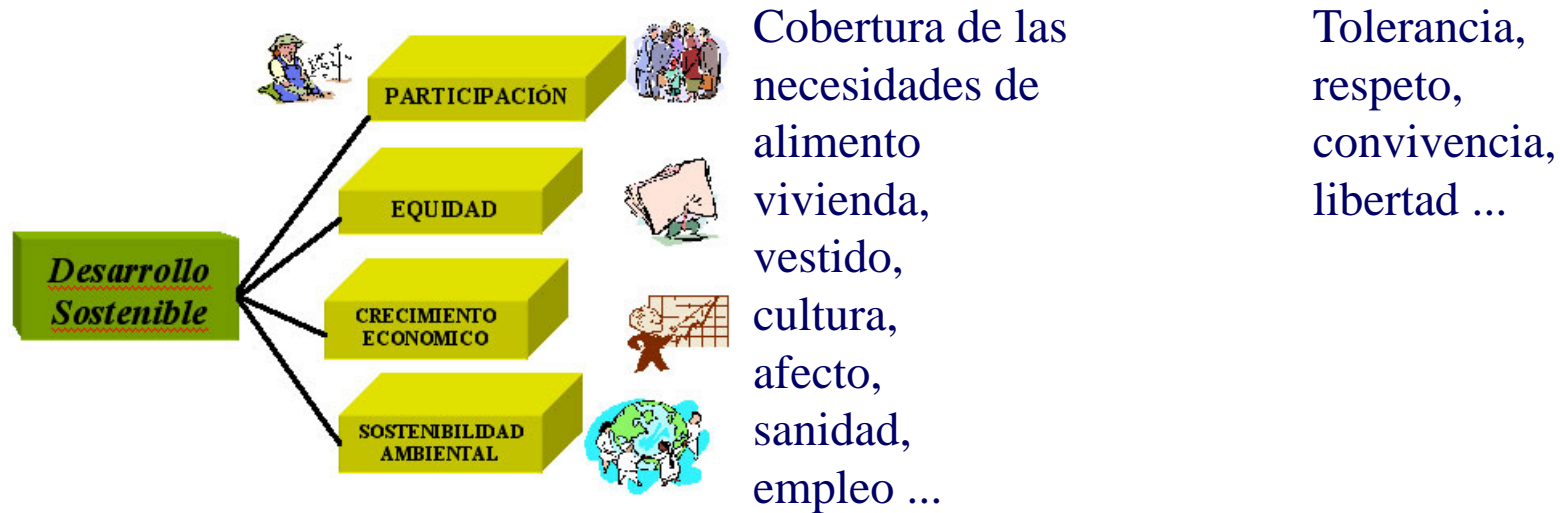 Desarrollo
Sostenible
PARTICIPACIÓN
EQUIDAD
CRECIMIENTO
ECONOMICO
SOSTENIBILIDAD
AMBIENTAL
Cobertura de las
necesidades de
alimento
vivienda,
vestido,
cultura,
afecto,
sanidad,
empleo ...
Tolerancia,
respeto,
convivencia,
libertad ...